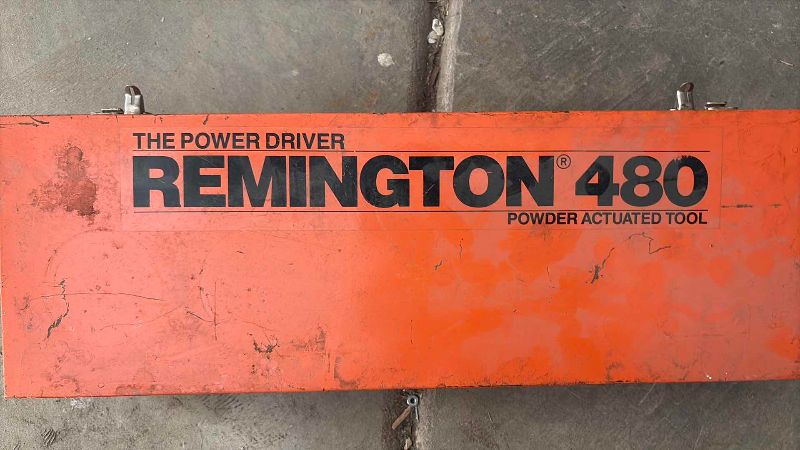 THE POWER DRIVER
REMINGTON® 480
POWDER ACTUATED TOOL